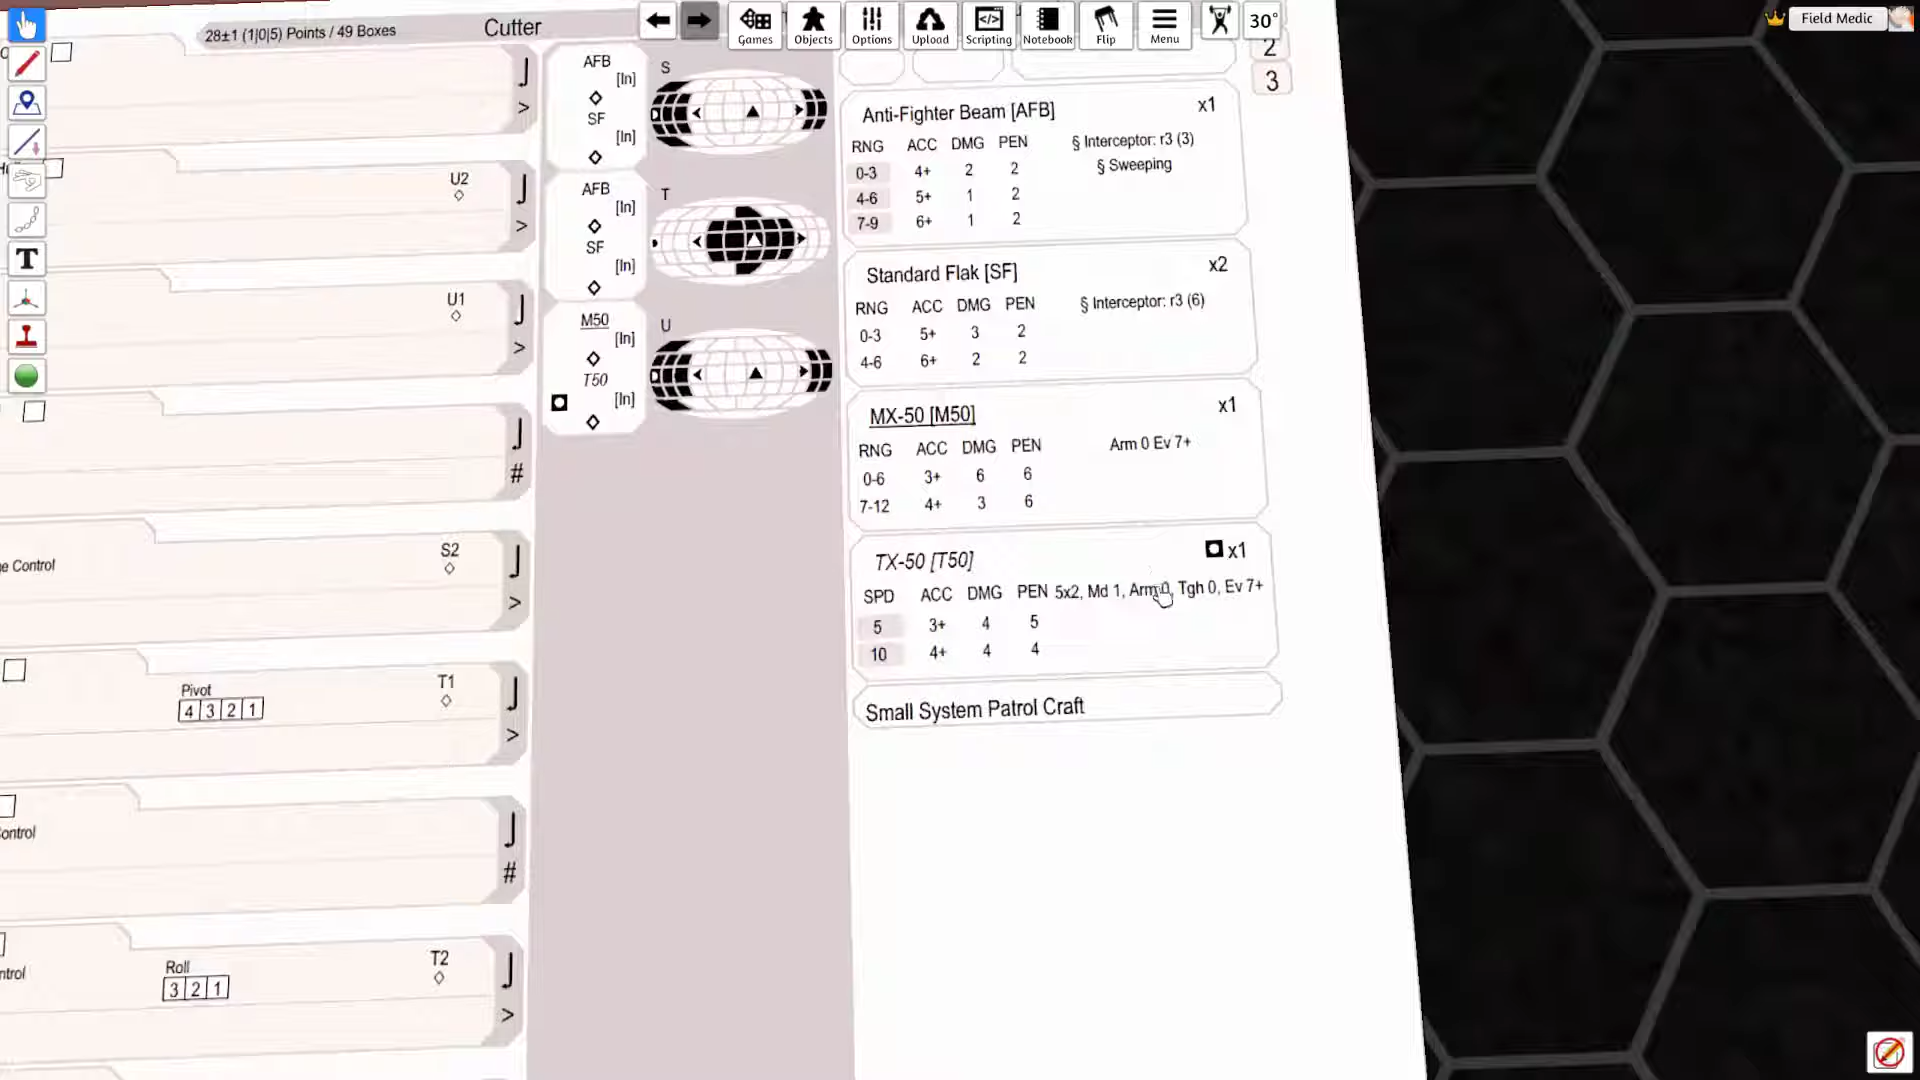 28±1 (1|0|5) Points / 49 Boxes
Cutter
Games
Objects
Options
Upload
Scripting
Notebook
Flip
Menu
30°
Field Medic
2
3
U2
>
>
U1
>
#
S2
e Control
>
Pivot
4 3 2 1
T1
>
ontrol
#
Roll
3 2 1
T2
ntrol
>
AFB
[In]
SF
[In]
S
AFB
[In]
SF
[In]
T
M50
[In]
T50
[In]
U
Anti-Fighter Beam [AFB] x1
RNG ACC DMG PEN § Interceptor: r3 (3)
0-3 4+ 2 2 § Sweeping
4-6 5+ 1 2
7-9 6+ 1 2
Standard Flak [SF] x2
RNG ACC DMG PEN § Interceptor: r3 (6)
0-3 5+ 3 2
4-6 6+ 2 2
MX-50 [M50] x1
RNG ACC DMG PEN Arm 0 Ev 7+
0-6 3+ 6 6
7-12 4+ 3 6
TX-50 [T50] x1
SPD ACC DMG PEN 5x2, Md 1, Arm 0, Tgh 0, Ev 7+
5 3+ 4 5
10 4+ 4 4
Small System Patrol Craft
T